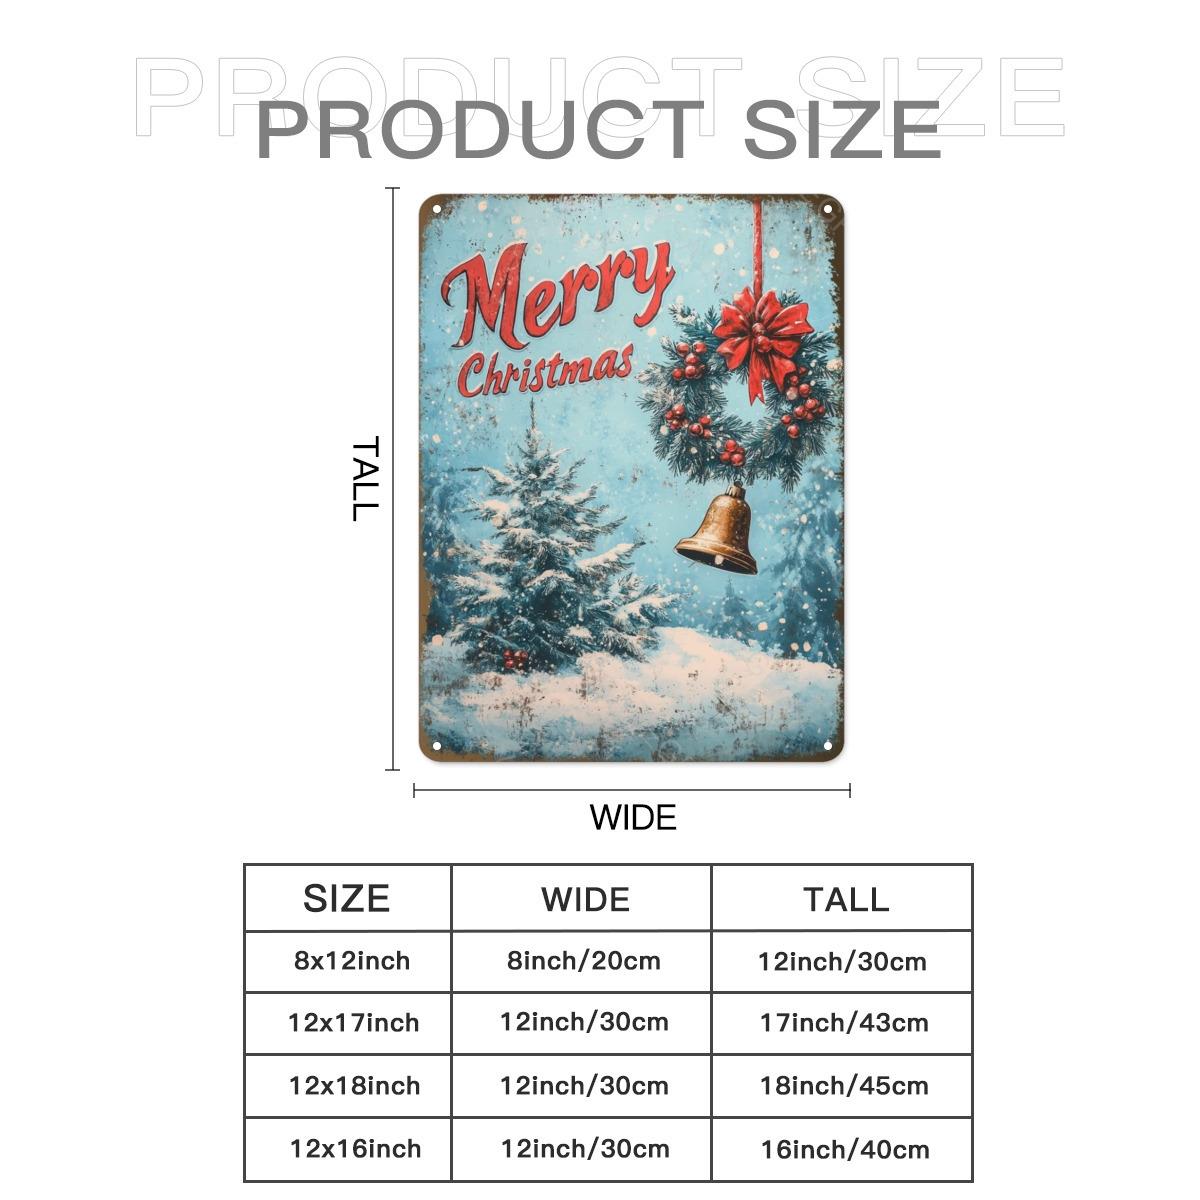 PRODUCT SIZE
PRODUCT SIZE
Merry
Christmas
TALL
WIDE
SIZE WIDE TALL
8x12inch 8inch/20cm 12inch/30cm
12x17inch 12inch/30cm 17inch/43cm
12x18inch 12inch/30cm 18inch/45cm
12x16inch 12inch/30cm 16inch/40cm